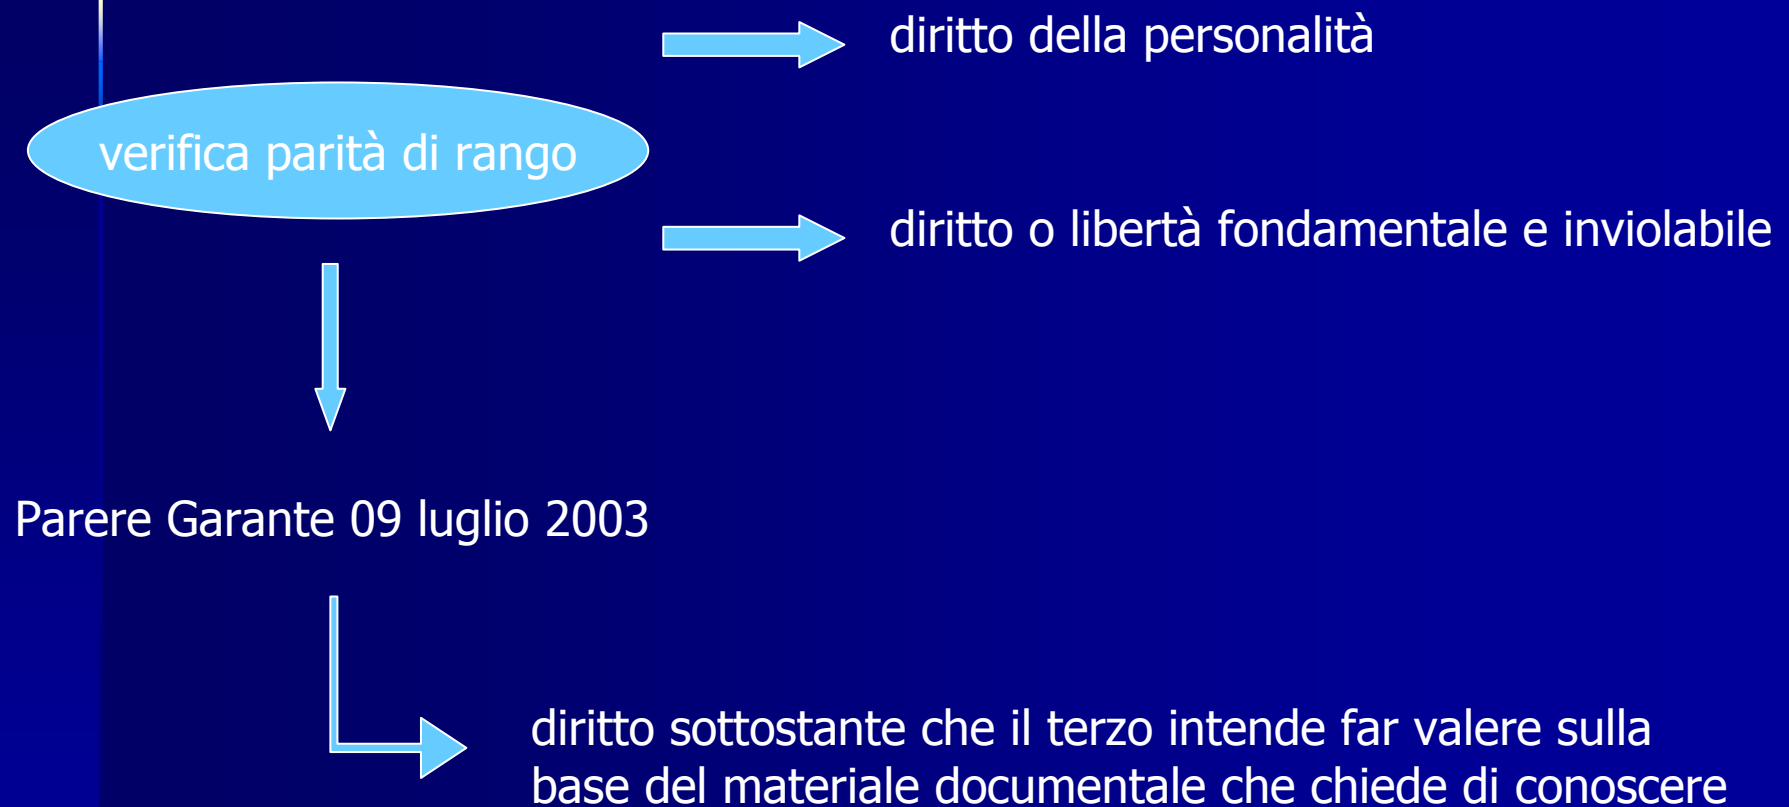 diritto della personalità
verifica parità di rango
diritto o libertà fondamentale e inviolabile
Parere Garante 09 luglio 2003
diritto sottostante che il terzo intende far valere sulla
base del materiale documentale che chiede di conoscere